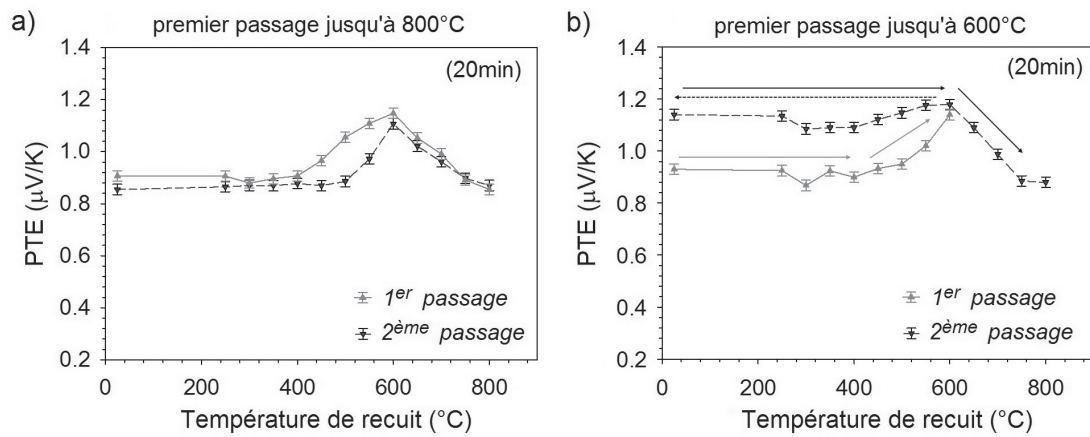 a)
premier passage jusqu'à 800°C
1.4
1.2
1.0
0.8
0.6
0.4
0.2
PTE (µV/K)
(20min)
1er passage
2ème passage
0 200 400 600 800
Température de recuit (°C)
b)
premier passage jusqu'à 600°C
1.4
1.2
1.0
0.8
0.6
0.4
0.2
PTE (µV/K)
(20min)
1er passage
2ème passage
0 200 400 600 800
Température de recuit (°C)